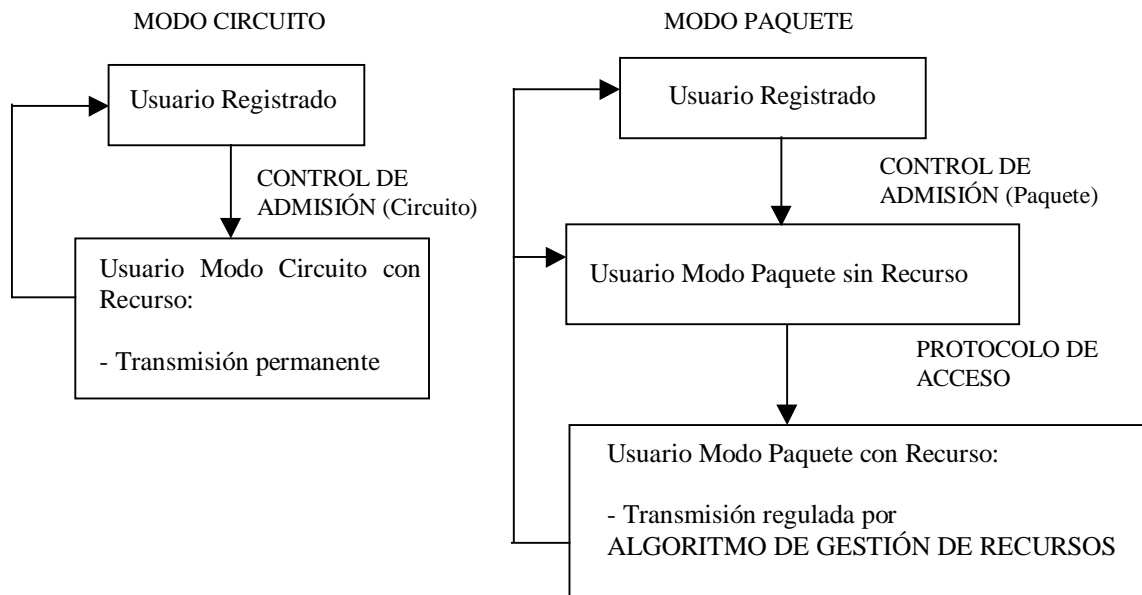 MODO CIRCUITO
Usuario Registrado
CONTROL DE
ADMISIÓN (Circuito)
Usuario Modo Circuito con
Recurso:
- Transmisión permanente
MODO PAQUETE
Usuario Registrado
CONTROL DE
ADMISIÓN (Paquete)
Usuario Modo Paquete sin Recurso
PROTOCOLO DE
ACCESO
Usuario Modo Paquete con Recurso:
- Transmisión regulada por
ALGORITMO DE GESTIÓN DE RECURSOS